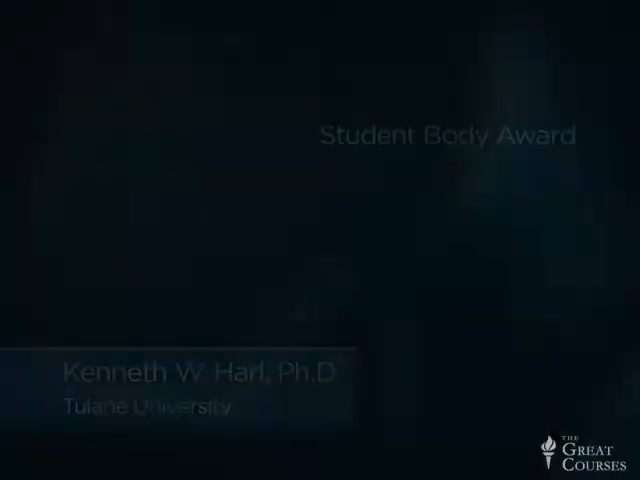 Student Body Award
Kenneth W. Harl, Ph.D
Tulane University
THE
GREAT
COURSES